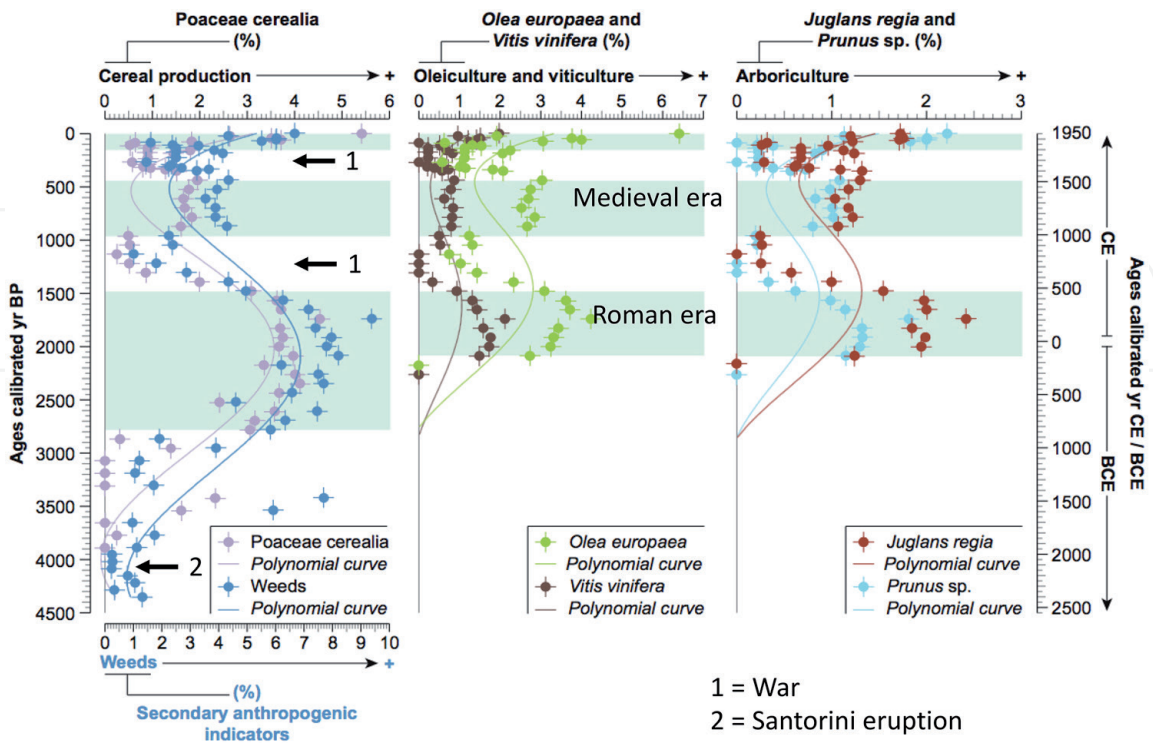 Poaceae cerealia
(%)
Cereal production +
0 1 2 3 4 5 6
Olea europaea and
Vitis vinifera (%)
Oleiculture and viticulture +
0 1 2 3 4 5 6 7
Juglans regia and
Prunus sp. (%)
Arboriculture +
0 1 2 3
Ages calibrated yr BP
0
500
1000
1500
2000
2500
3000
3500
4000
4500
1
1
2
Medieval era
Roman era
Poaceae cerealia
Polynomial curve
Weeds
Polynomial curve
Olea europaea
Polynomial curve
Vitis vinifera
Polynomial curve
Juglans regia
Polynomial curve
Prunus sp.
Polynomial curve
1950
1500
1000
500
0
500
1000
1500
2000
2500
CE
BCE
Ages calibrated yr CE / BCE
0 1 2 3 4 5 6 7 8 9 10
Weeds +
(%)
Secondary anthropogenic
indicators
1 = War
2 = Santorini eruption